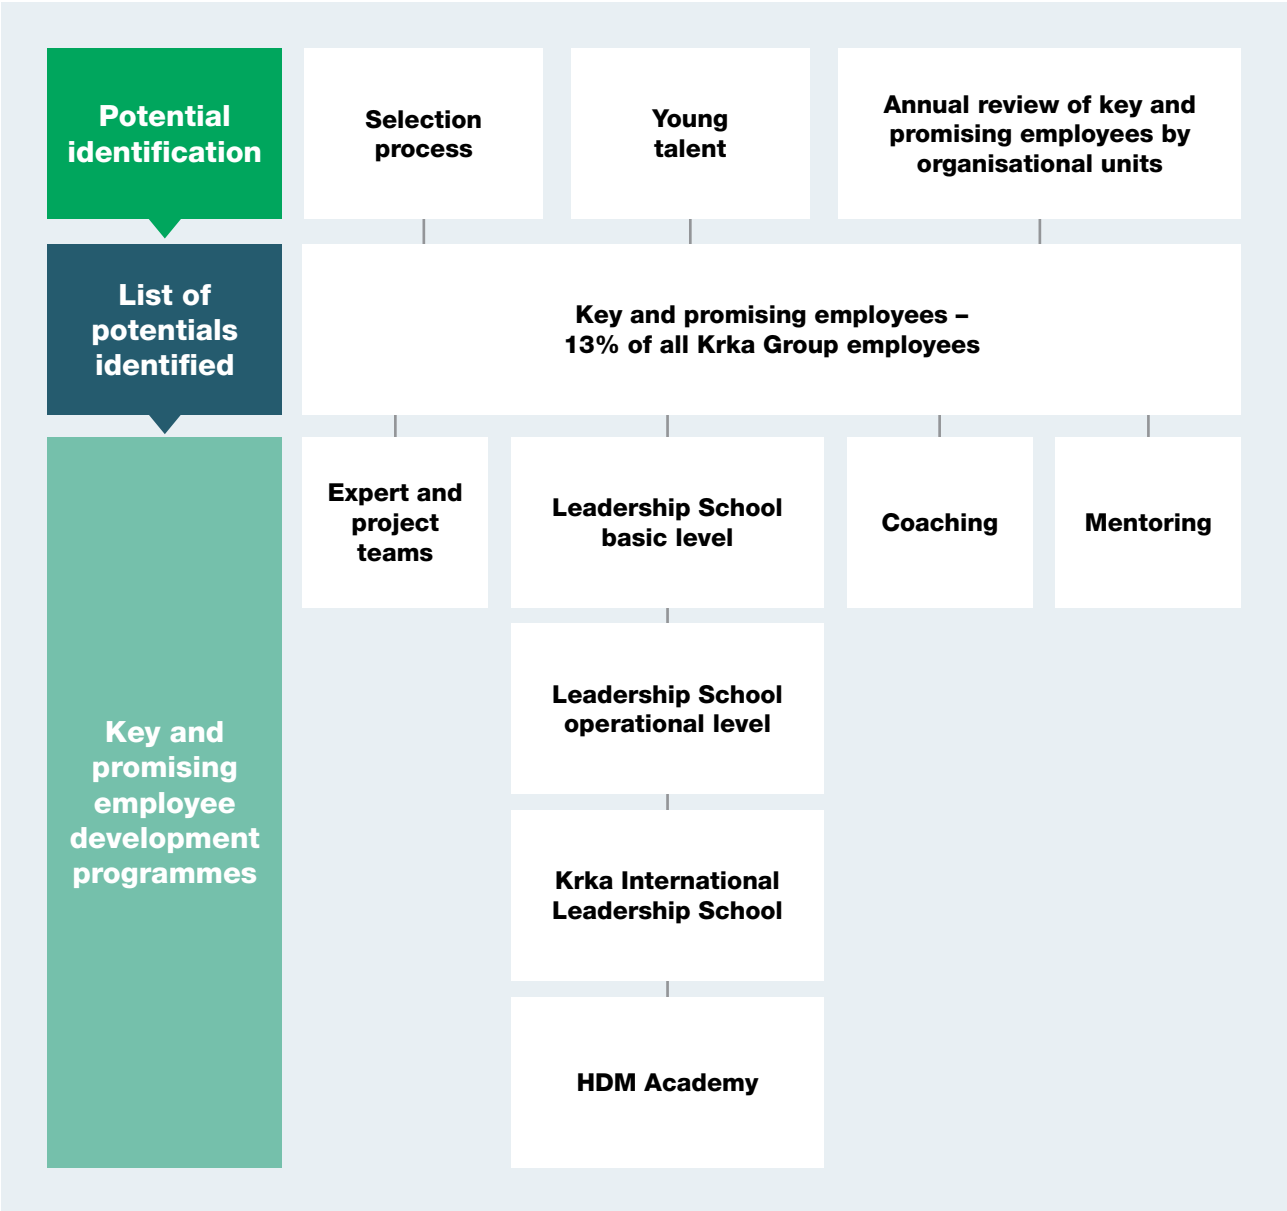 Potential
identification
Selection
process
Young
talent
Annual review of key and
promising employees by
organisational units
List of
potentials
identified
Key and promising employees –
13% of all Krka Group employees
Key and
promising
employee
development
programmes
Expert and
project
teams
Leadership School
basic level
Coaching
Mentoring
Leadership School
operational level
Krka International
Leadership School
HDM Academy